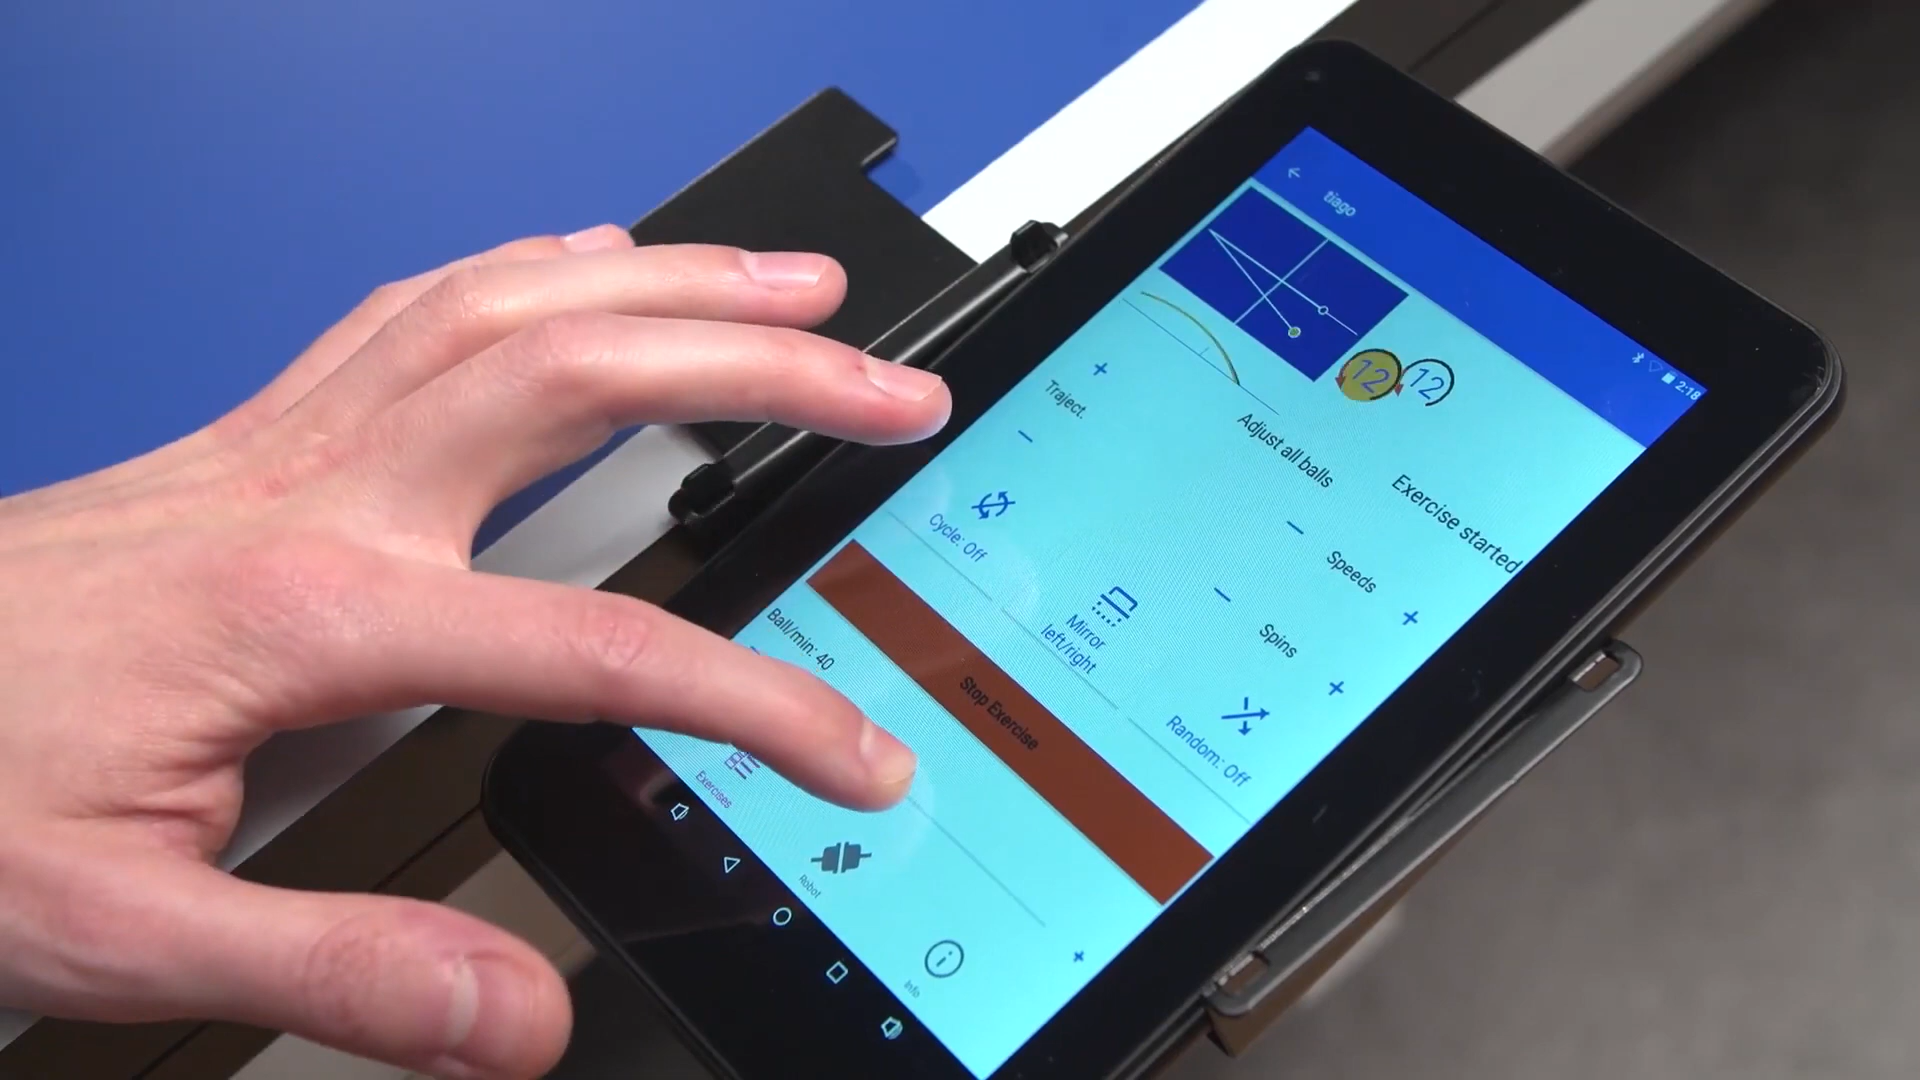 tiago
2:18
12
12
Adjust all balls
Exercise started
Traject.
Speeds
Spins
Cycle: Off
Mirror
left/right
Random: Off
Stop Exercise
Ball/min: 40
Exercises
Robot
Info